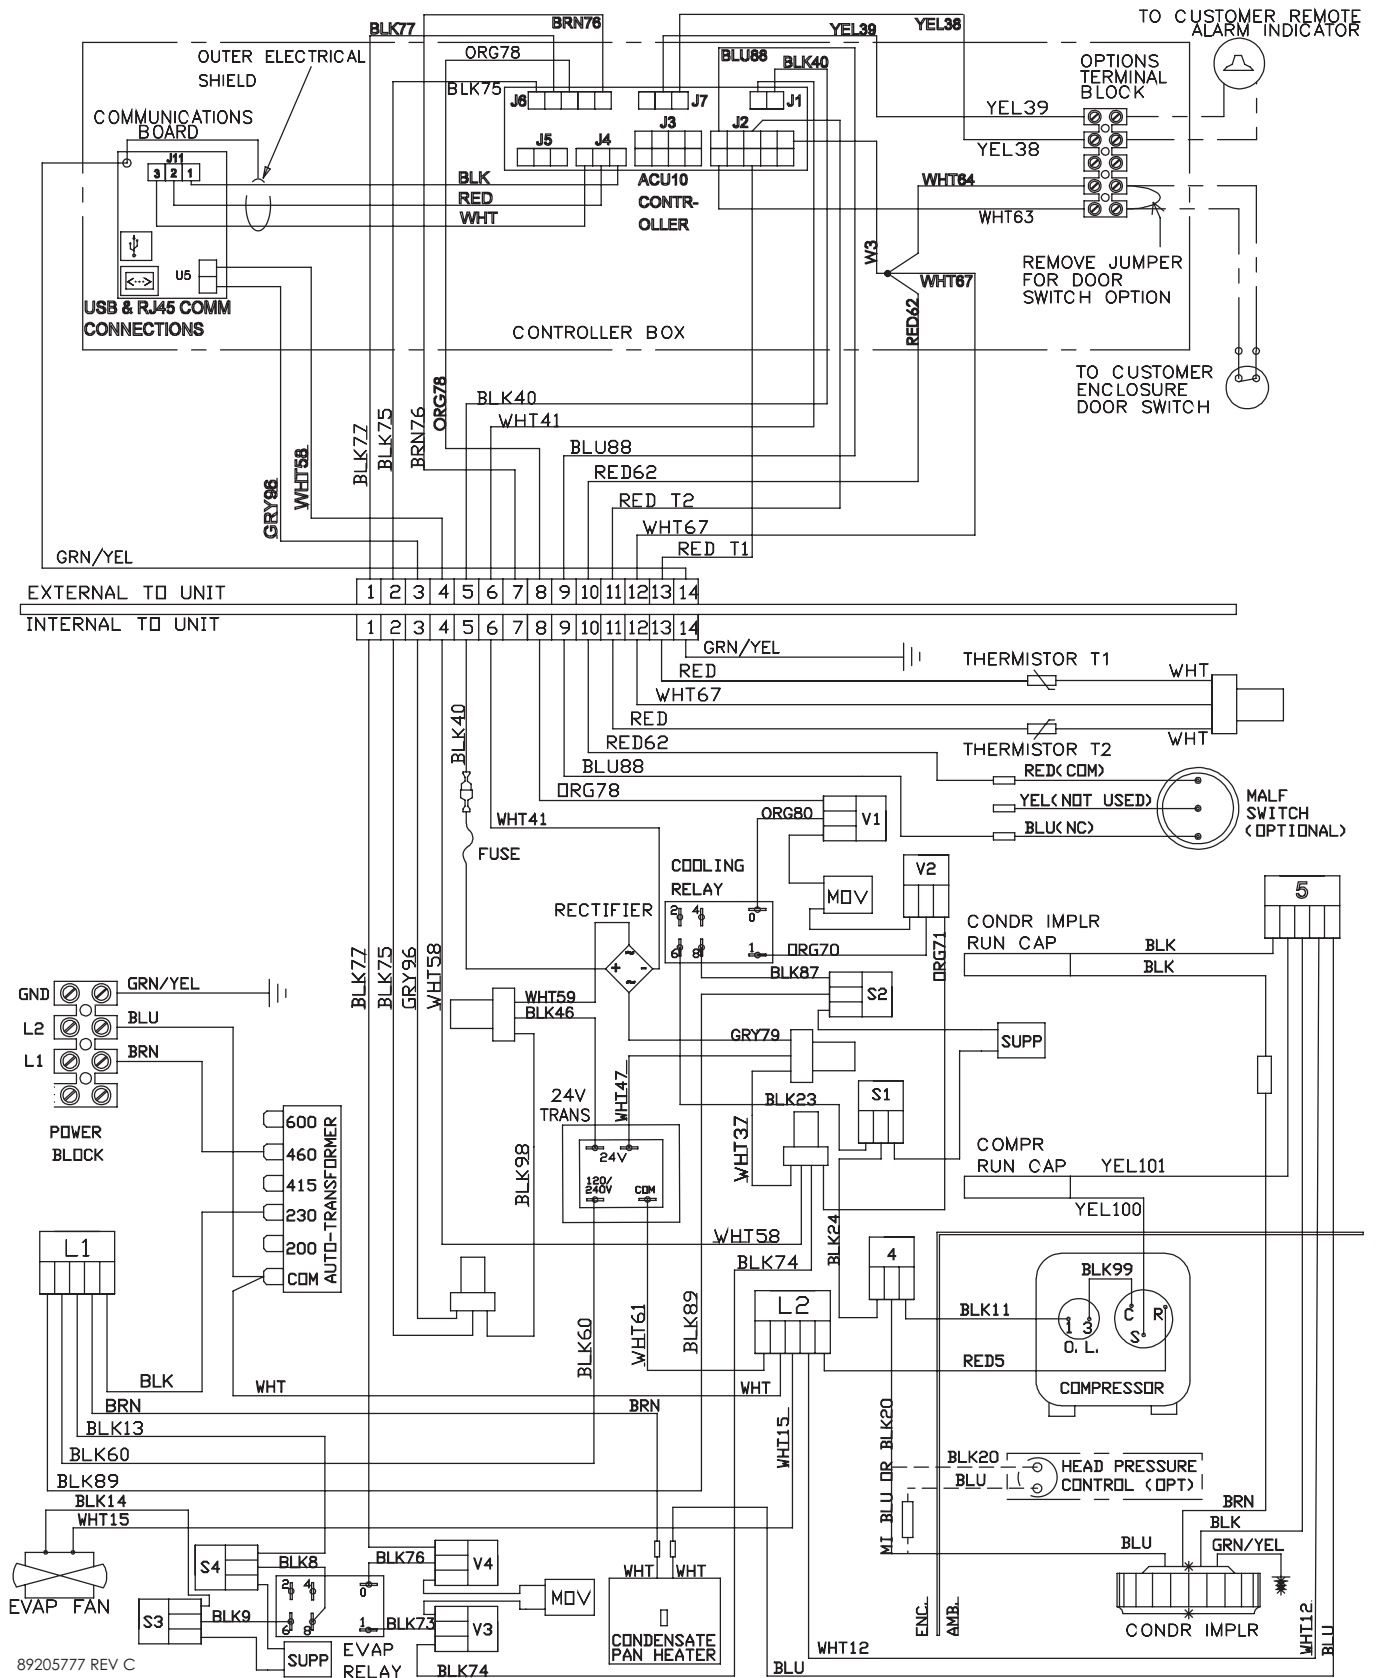 BLK77
BRN76
YEL39
YEL38
TO CUSTOMER REMOTE
ALARM INDICATOR
OUTER ELECTRICAL
SHIELD
ORG78
BLK75
BLU88
BLK40
OPTIONS
TERMINAL
BLOCK
COMMUNICATIONS
BOARD
J6
J7
J1
J5
J4
J3
J2
YEL39
YEL38
J11
3 2 1
BLK
RED
WHT
ACU10
CONTR-
OLLER
WHT64
WHT63
U5
W3
WHT67
RED62
REMOVE JUMPER
FOR DOOR
SWITCH OPTION
USB & RJ45 COMM
CONNECTIONS
CONTROLLER BOX
TO CUSTOMER
ENCLOSURE
DOOR SWITCH
GRY96
WHT58
BLK77
BLK75
BRN76
ORG78
BLK40
WHT41
BLU88
RED62
RED T2
WHT67
RED T1
GRN/YEL
EXTERNAL TO UNIT
1 2 3 4 5 6 7 8 9 10 11 12 13 14
INTERNAL TO UNIT
1 2 3 4 5 6 7 8 9 10 11 12 13 14
GRN/YEL
RED
THERMISTOR T1
WHT
WHT67
RED
RED62
THERMISTOR T2
WHT
BLK40
BLU88
RED(COM)
ORG78
YEL(NOT USED)
BLU(NC)
MALF
SWITCH
(OPTIONAL)
WHT41
FUSE
ORG80
V1
COOLING
RELAY
MOV
V2
5
RECTIFIER
2 4 0
6 8 1
ORG70
ORG71
CONDR IMPLR
RUN CAP
BLK
BLK
BLK77
BLK75
GRY96
WHT58
+ ~ - ~
BLK87
S2
GND
GRN/YEL
L2
BLU
L1
BRN
POWER
BLOCK
WHT59
BLK46
GRY79
SUPP
24V
TRANS
WHT47
BLK23
S1
600
460
415
230
200
COM
AUTO-TRANSFORMER
24V
120/
240V
COM
BLK98
WHT37
COMPR
RUN CAP
YEL101
YEL100
L1
WHT58
BLK74
BLK24
4
BLK99
L2
BLK11
1 3
O. L.
C R
S
RED5
COMPRESSOR
BLK60
WHT61
BLK89
BLK
WHT
WHT
BRN
BRN
BLK13
BLK60
BLK89
WHT15
MI BLU OR BLK20
BLK20
BLU
HEAD PRESSURE
CONTROL (OPT)
BLK14
WHT15
BRN
BLK
GRN/YEL
BLU
EVAP FAN
S4
BLK8
BLK76
V4
2 4 0
6 8 1
S3
BLK9
BLK73
V3
MOV
WHT
WHT
CONDENSATE
PAN HEATER
CONDR IMPLR
ENC.
AMB.
WHT12
BLU
SUPP
EVAP
RELAY
BLK74
WHT12
BLU
89205777 REV C